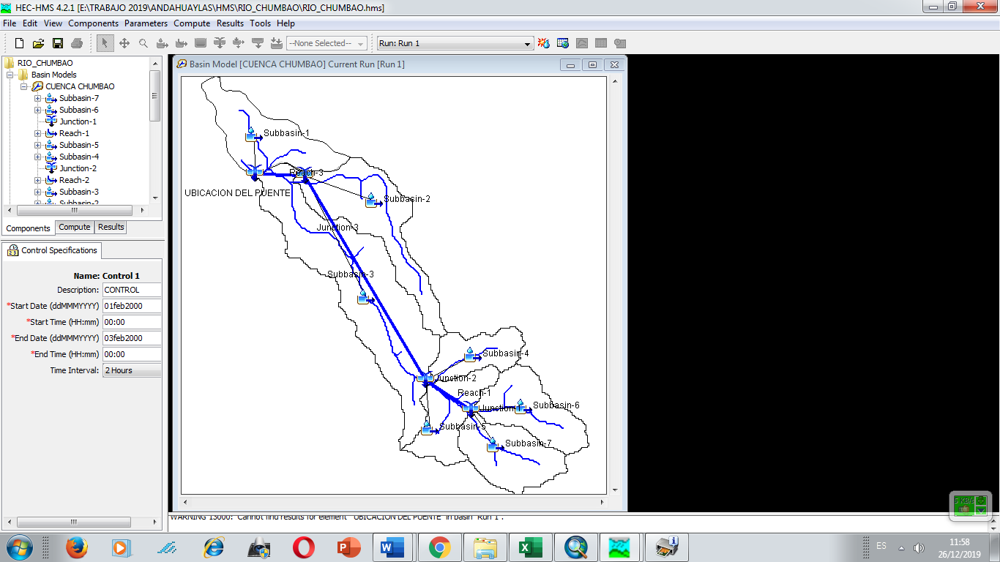 HEC-HMS 4.2.1 [E:\TRABAJO 2019\ANDAHUAYLAS\HMS\RIO_CHUMBAO\RIO_CHUMBAO.hms]
File Edit View Components Parameters Compute Results Tools Help
--None Selected-- Run: Run 1
RIO_CHUMBAO
Basin Models
CUENCA CHUMBAO
Subbasin-7
Subbasin-6
Junction-1
Reach-1
Subbasin-5
Subbasin-4
Junction-2
Reach-2
Subbasin-3
Subbasin-2
Components Compute Results
Control Specifications
Name: Control 1
Description: CONTROL
*Start Date (ddMMMYYYY) 01feb2000
*Start Time (HH:mm) 00:00
*End Date (ddMMMYYYY) 03feb2000
*End Time (HH:mm) 00:00
Time Interval: 2 Hours
Basin Model [CUENCA CHUMBAO] Current Run [Run 1]
Subbasin-1
Reach-3
UBICACION DEL PUENTE
Subbasin-2
Junction-3
Subbasin-3
Subbasin-4
Junction-2
Reach-1
Junction
Subbasin-6
Subbasin-5
Subbasin-7
WARNING 13000: Cannot find results for element "UBICACION DEL PUENTE" in basin "Run 1".
5 KB/s
ES
11:58
26/12/2019